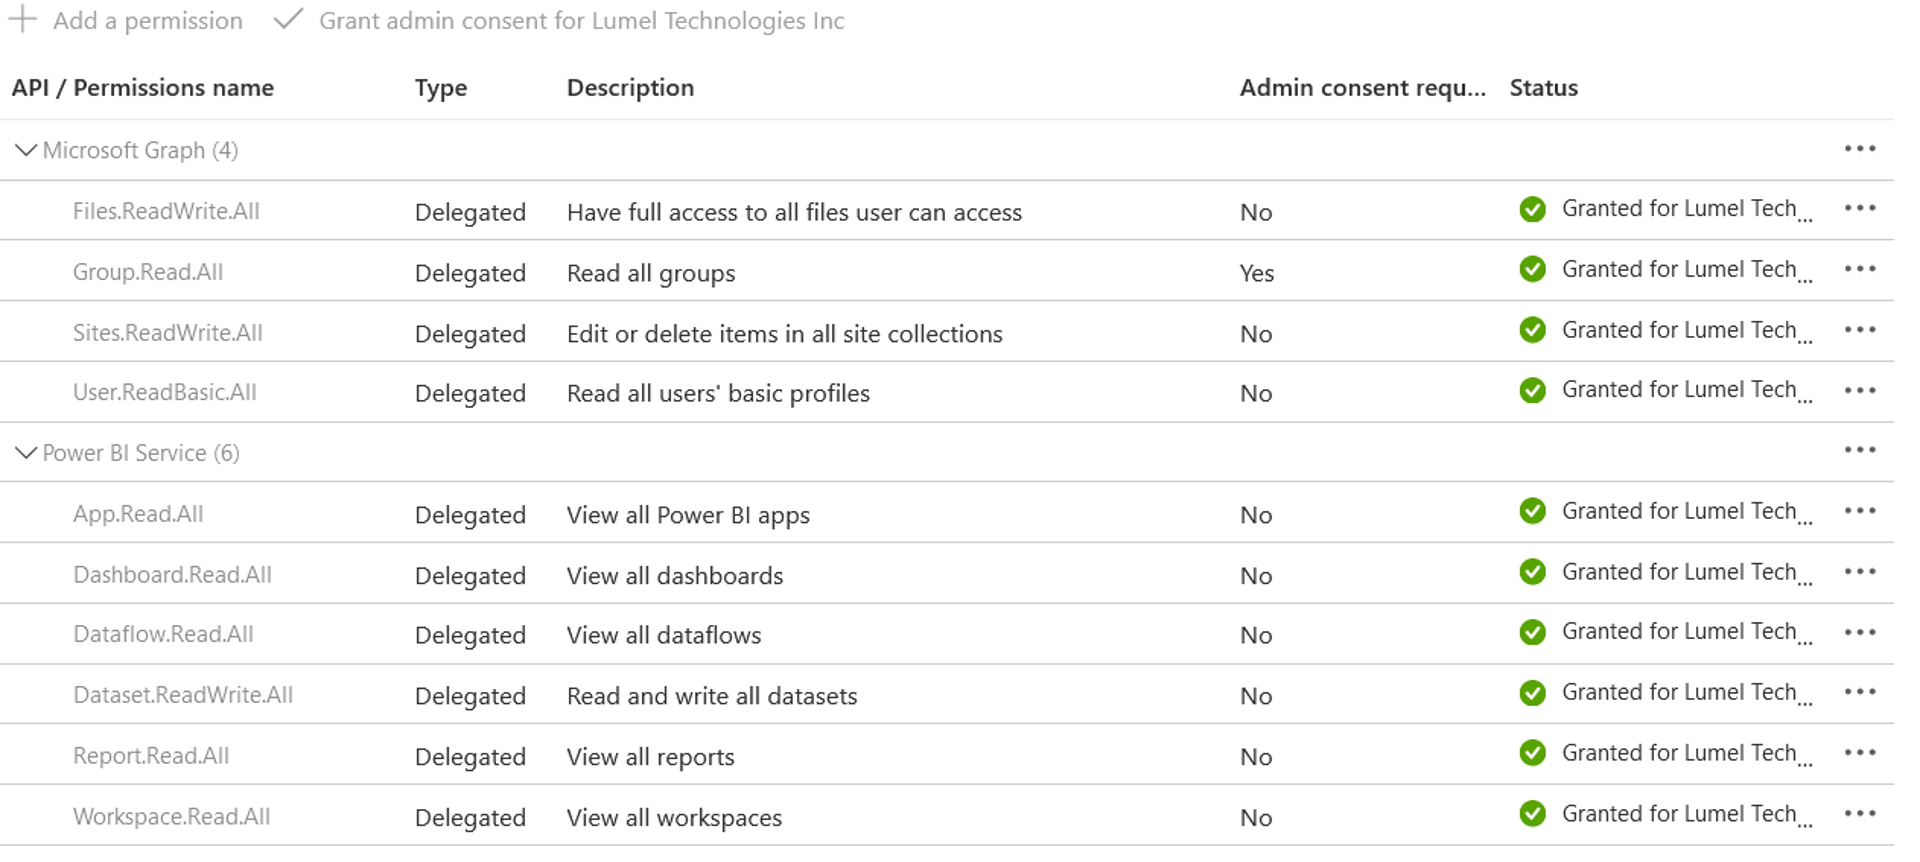 Add a permission Grant admin consent for Lumel Technologies Inc
API / Permissions name Type Description Admin consent requ... Status
Microsoft Graph (4) ...
Files.ReadWrite.All Delegated Have full access to all files user can access No Granted for Lumel Tech... ...
Group.Read.All Delegated Read all groups Yes Granted for Lumel Tech... ...
Sites.ReadWrite.All Delegated Edit or delete items in all site collections No Granted for Lumel Tech... ...
User.ReadBasic.All Delegated Read all users' basic profiles No Granted for Lumel Tech... ...
Power BI Service (6) ...
App.Read.All Delegated View all Power BI apps No Granted for Lumel Tech... ...
Dashboard.Read.All Delegated View all dashboards No Granted for Lumel Tech... ...
Dataflow.Read.All Delegated View all dataflows No Granted for Lumel Tech... ...
Dataset.ReadWrite.All Delegated Read and write all datasets No Granted for Lumel Tech... ...
Report.Read.All Delegated View all reports No Granted for Lumel Tech... ...
Workspace.Read.All Delegated View all workspaces No Granted for Lumel Tech... ...